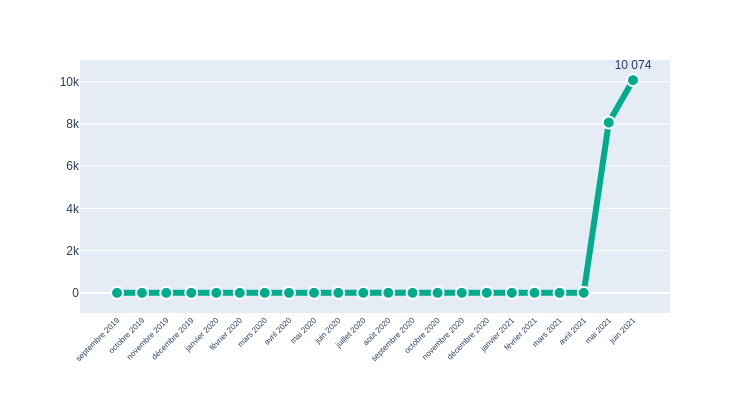 10 074
10k
8k
6k
4k
2k
0
septembre 2019
octobre 2019
novembre 2019
décembre 2019
janvier 2020
février 2020
mars 2020
avril 2020
mai 2020
juin 2020
juillet 2020
août 2020
septembre 2020
octobre 2020
novembre 2020
décembre 2020
janvier 2021
février 2021
mars 2021
avril 2021
mai 2021
juin 2021